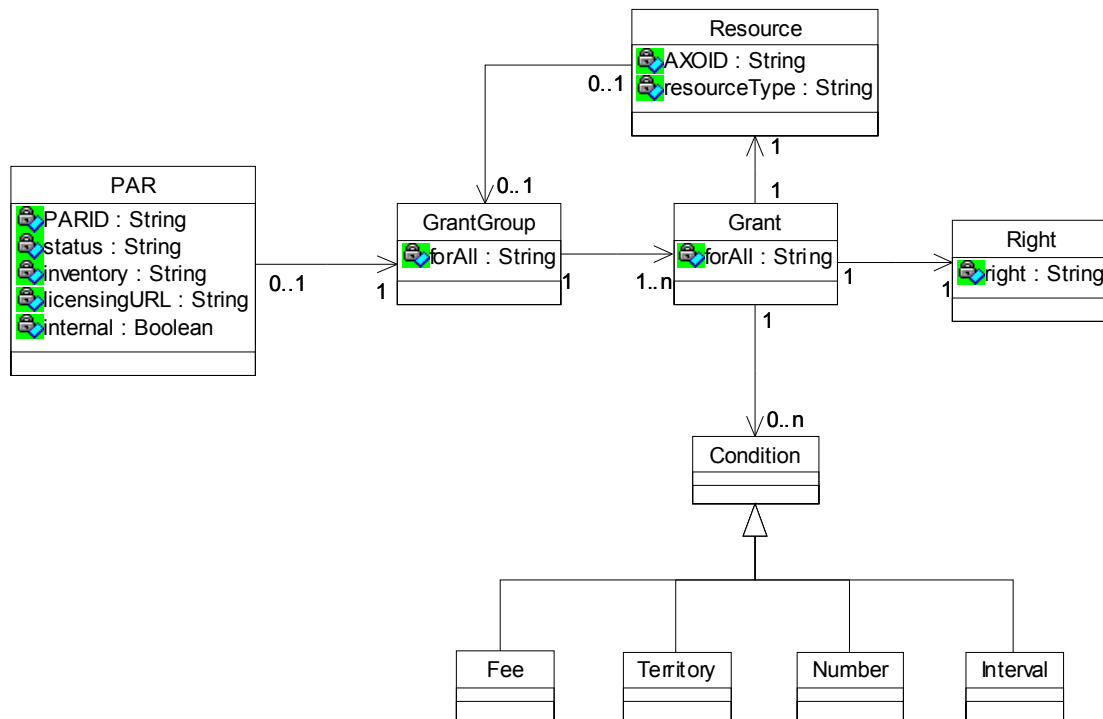 Resource
AXOID : String
resourceType : String
0..1
1
PAR
PARID : String
status : String
inventory : String
licensingURL : String
internal : Boolean
0..1
1
0..1
GrantGroup
forAll : String
1
1..n
1
Grant
forAll : String
1
1
Right
right : String
1
0..n
Condition
Fee
Territory
Number
Interval